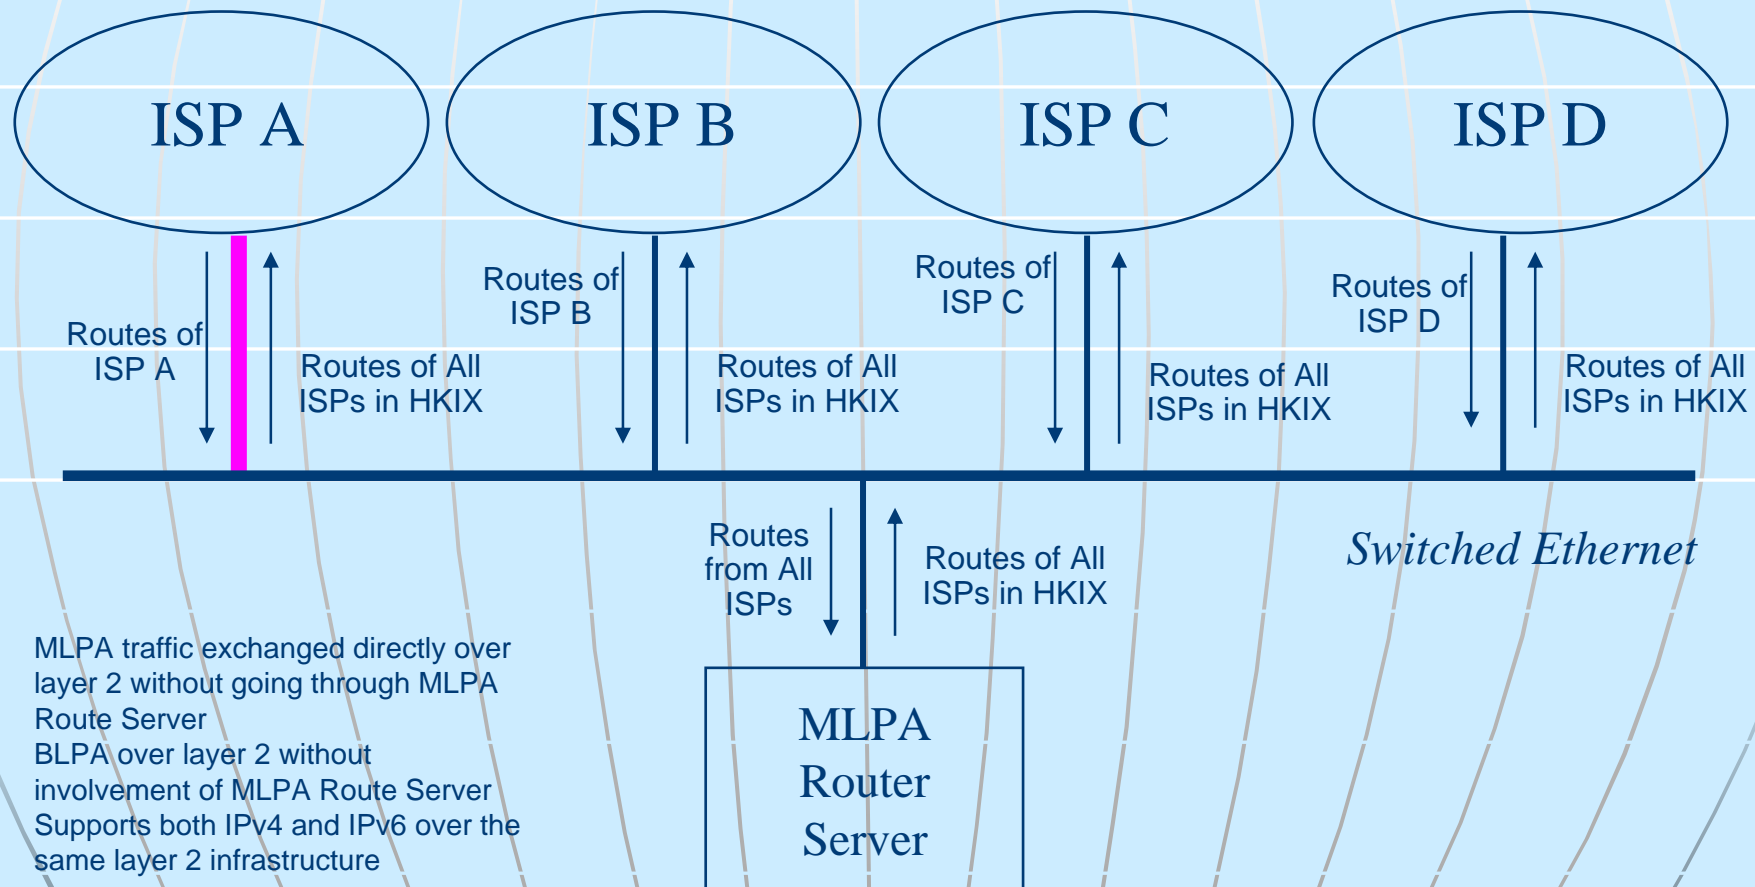 ISP A
ISP B
ISP C
ISP D
Routes of
ISP A
Routes of All
ISPs in HKIX
Routes of
ISP B
Routes of All
ISPs in HKIX
Routes of
ISP C
Routes of All
ISPs in HKIX
Routes of
ISP D
Routes of All
ISPs in HKIX
Switched Ethernet
Routes
from All
ISPs
Routes of All
ISPs in HKIX
MLPA traffic exchanged directly over
layer 2 without going through MLPA
Route Server
BLPA over layer 2 without
involvement of MLPA Route Server
Supports both IPv4 and IPv6 over the
same layer 2 infrastructure
MLPA
Router
Server